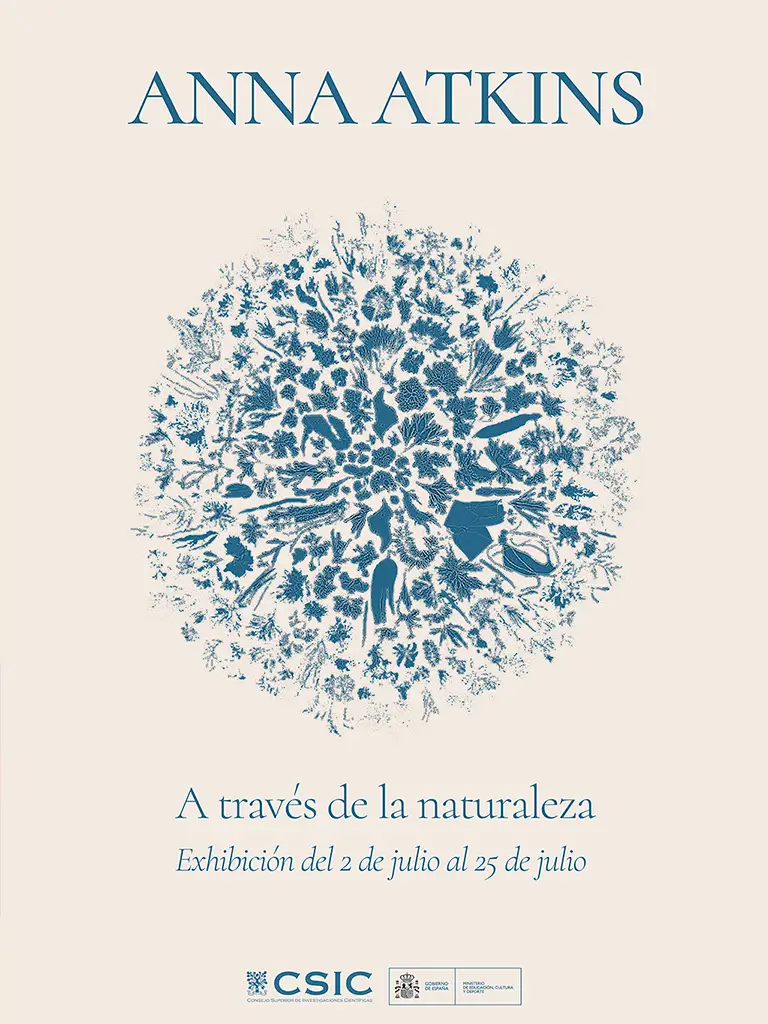 ANNA ATKINS
A través de la naturaleza
Exhibición del 2 de julio al 25 de julio
CSIC
CONSEJO SUPERIOR DE INVESTIGACIONES CIENTÍFICAS
GOBIERNO
DE ESPAÑA
MINISTERIO
DE EDUCACIÓN, CULTURA
Y DEPORTE